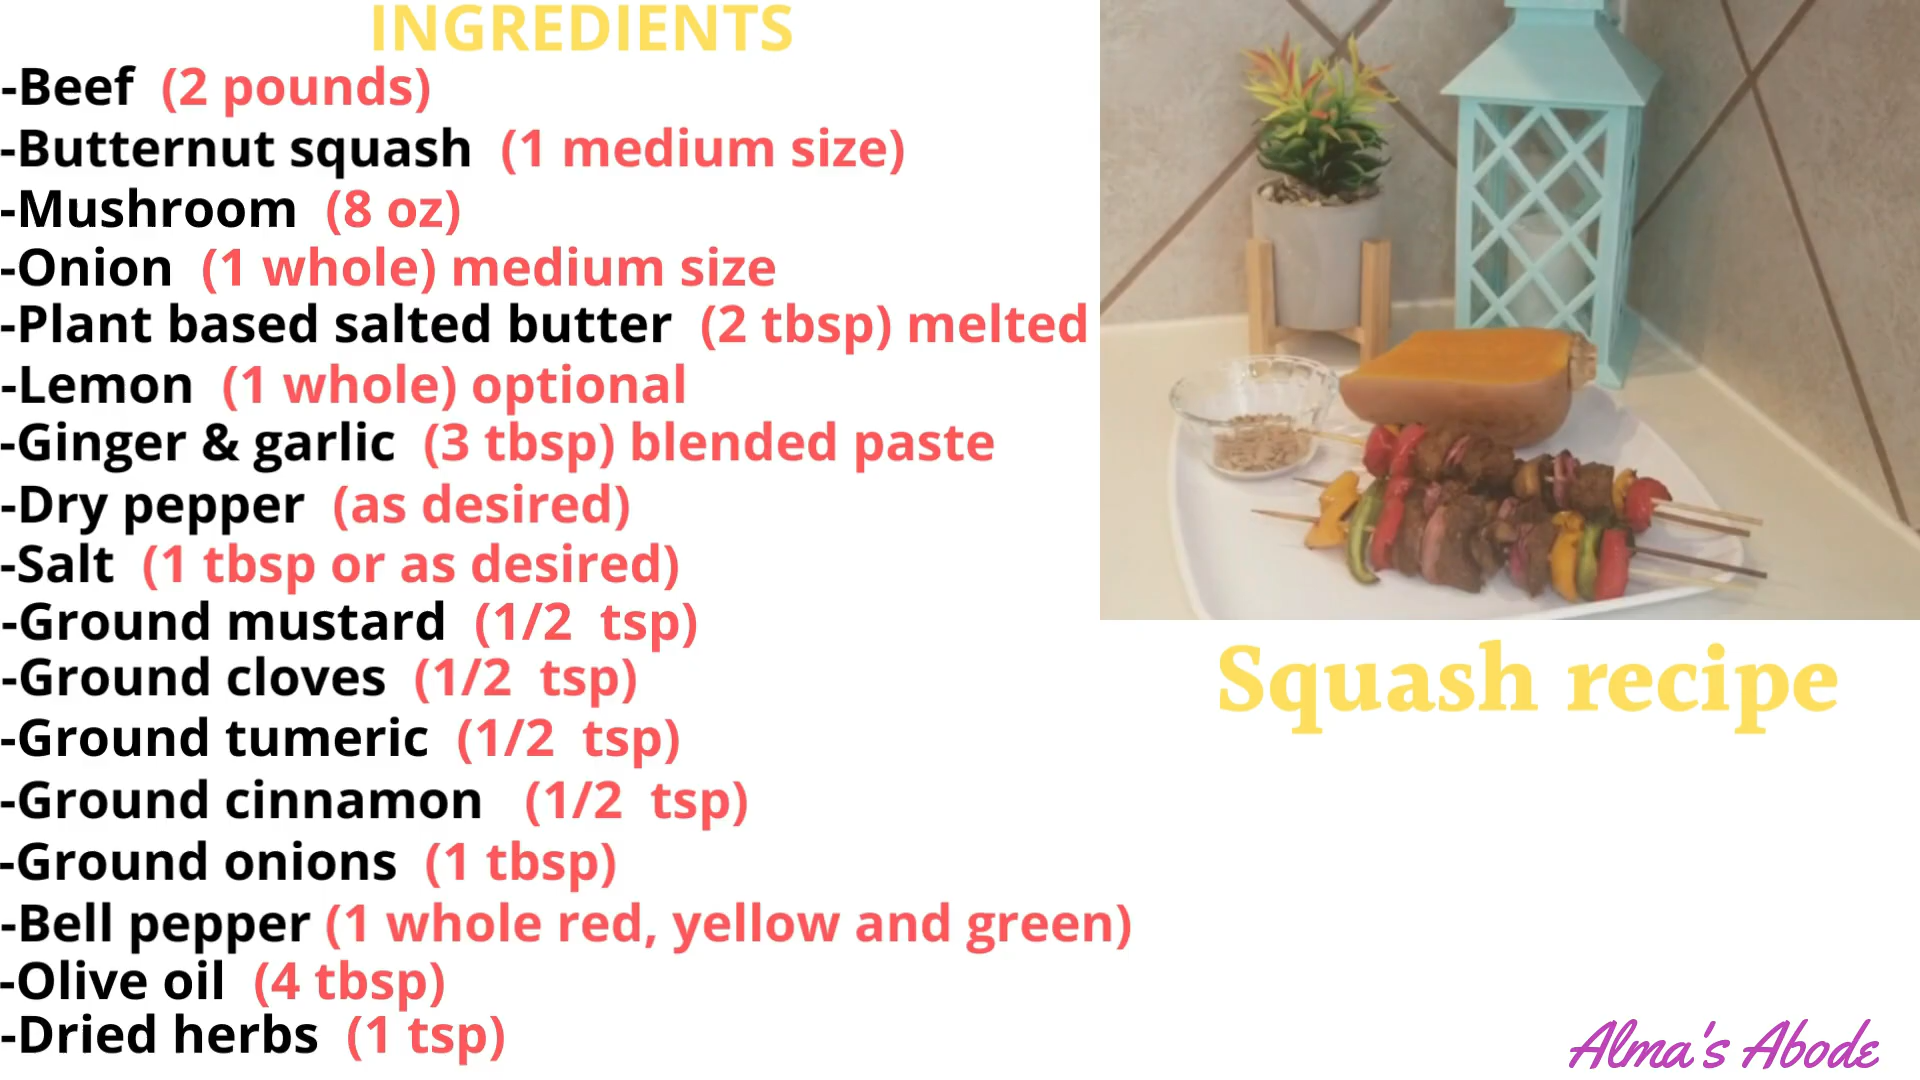 INGREDIENTS
-Beef (2 pounds)
-Butternut squash (1 medium size)
-Mushroom (8 oz)
-Onion (1 whole) medium size
-Plant based salted butter (2 tbsp) melted
-Lemon (1 whole) optional
-Ginger & garlic (3 tbsp) blended paste
-Dry pepper (as desired)
-Salt (1 tbsp or as desired)
-Ground mustard (1/2 tsp)
-Ground cloves (1/2 tsp)
-Ground tumeric (1/2 tsp)
-Ground cinnamon (1/2 tsp)
-Ground onions (1 tbsp)
-Bell pepper (1 whole red, yellow and green)
-Olive oil (4 tbsp)
-Dried herbs (1 tsp)
Squash recipe
Alma's Abode